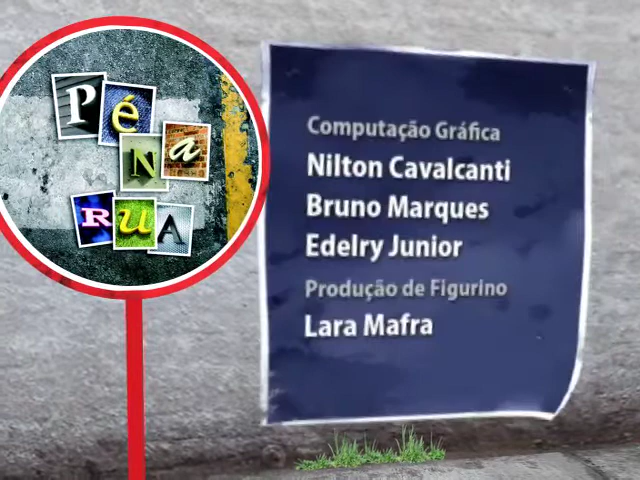 Pé
Na
RUA
Computação Gráfica
Nilton Cavalcanti
Bruno Marques
Edelry Junior
Produção de Figurino
Lara Mafra